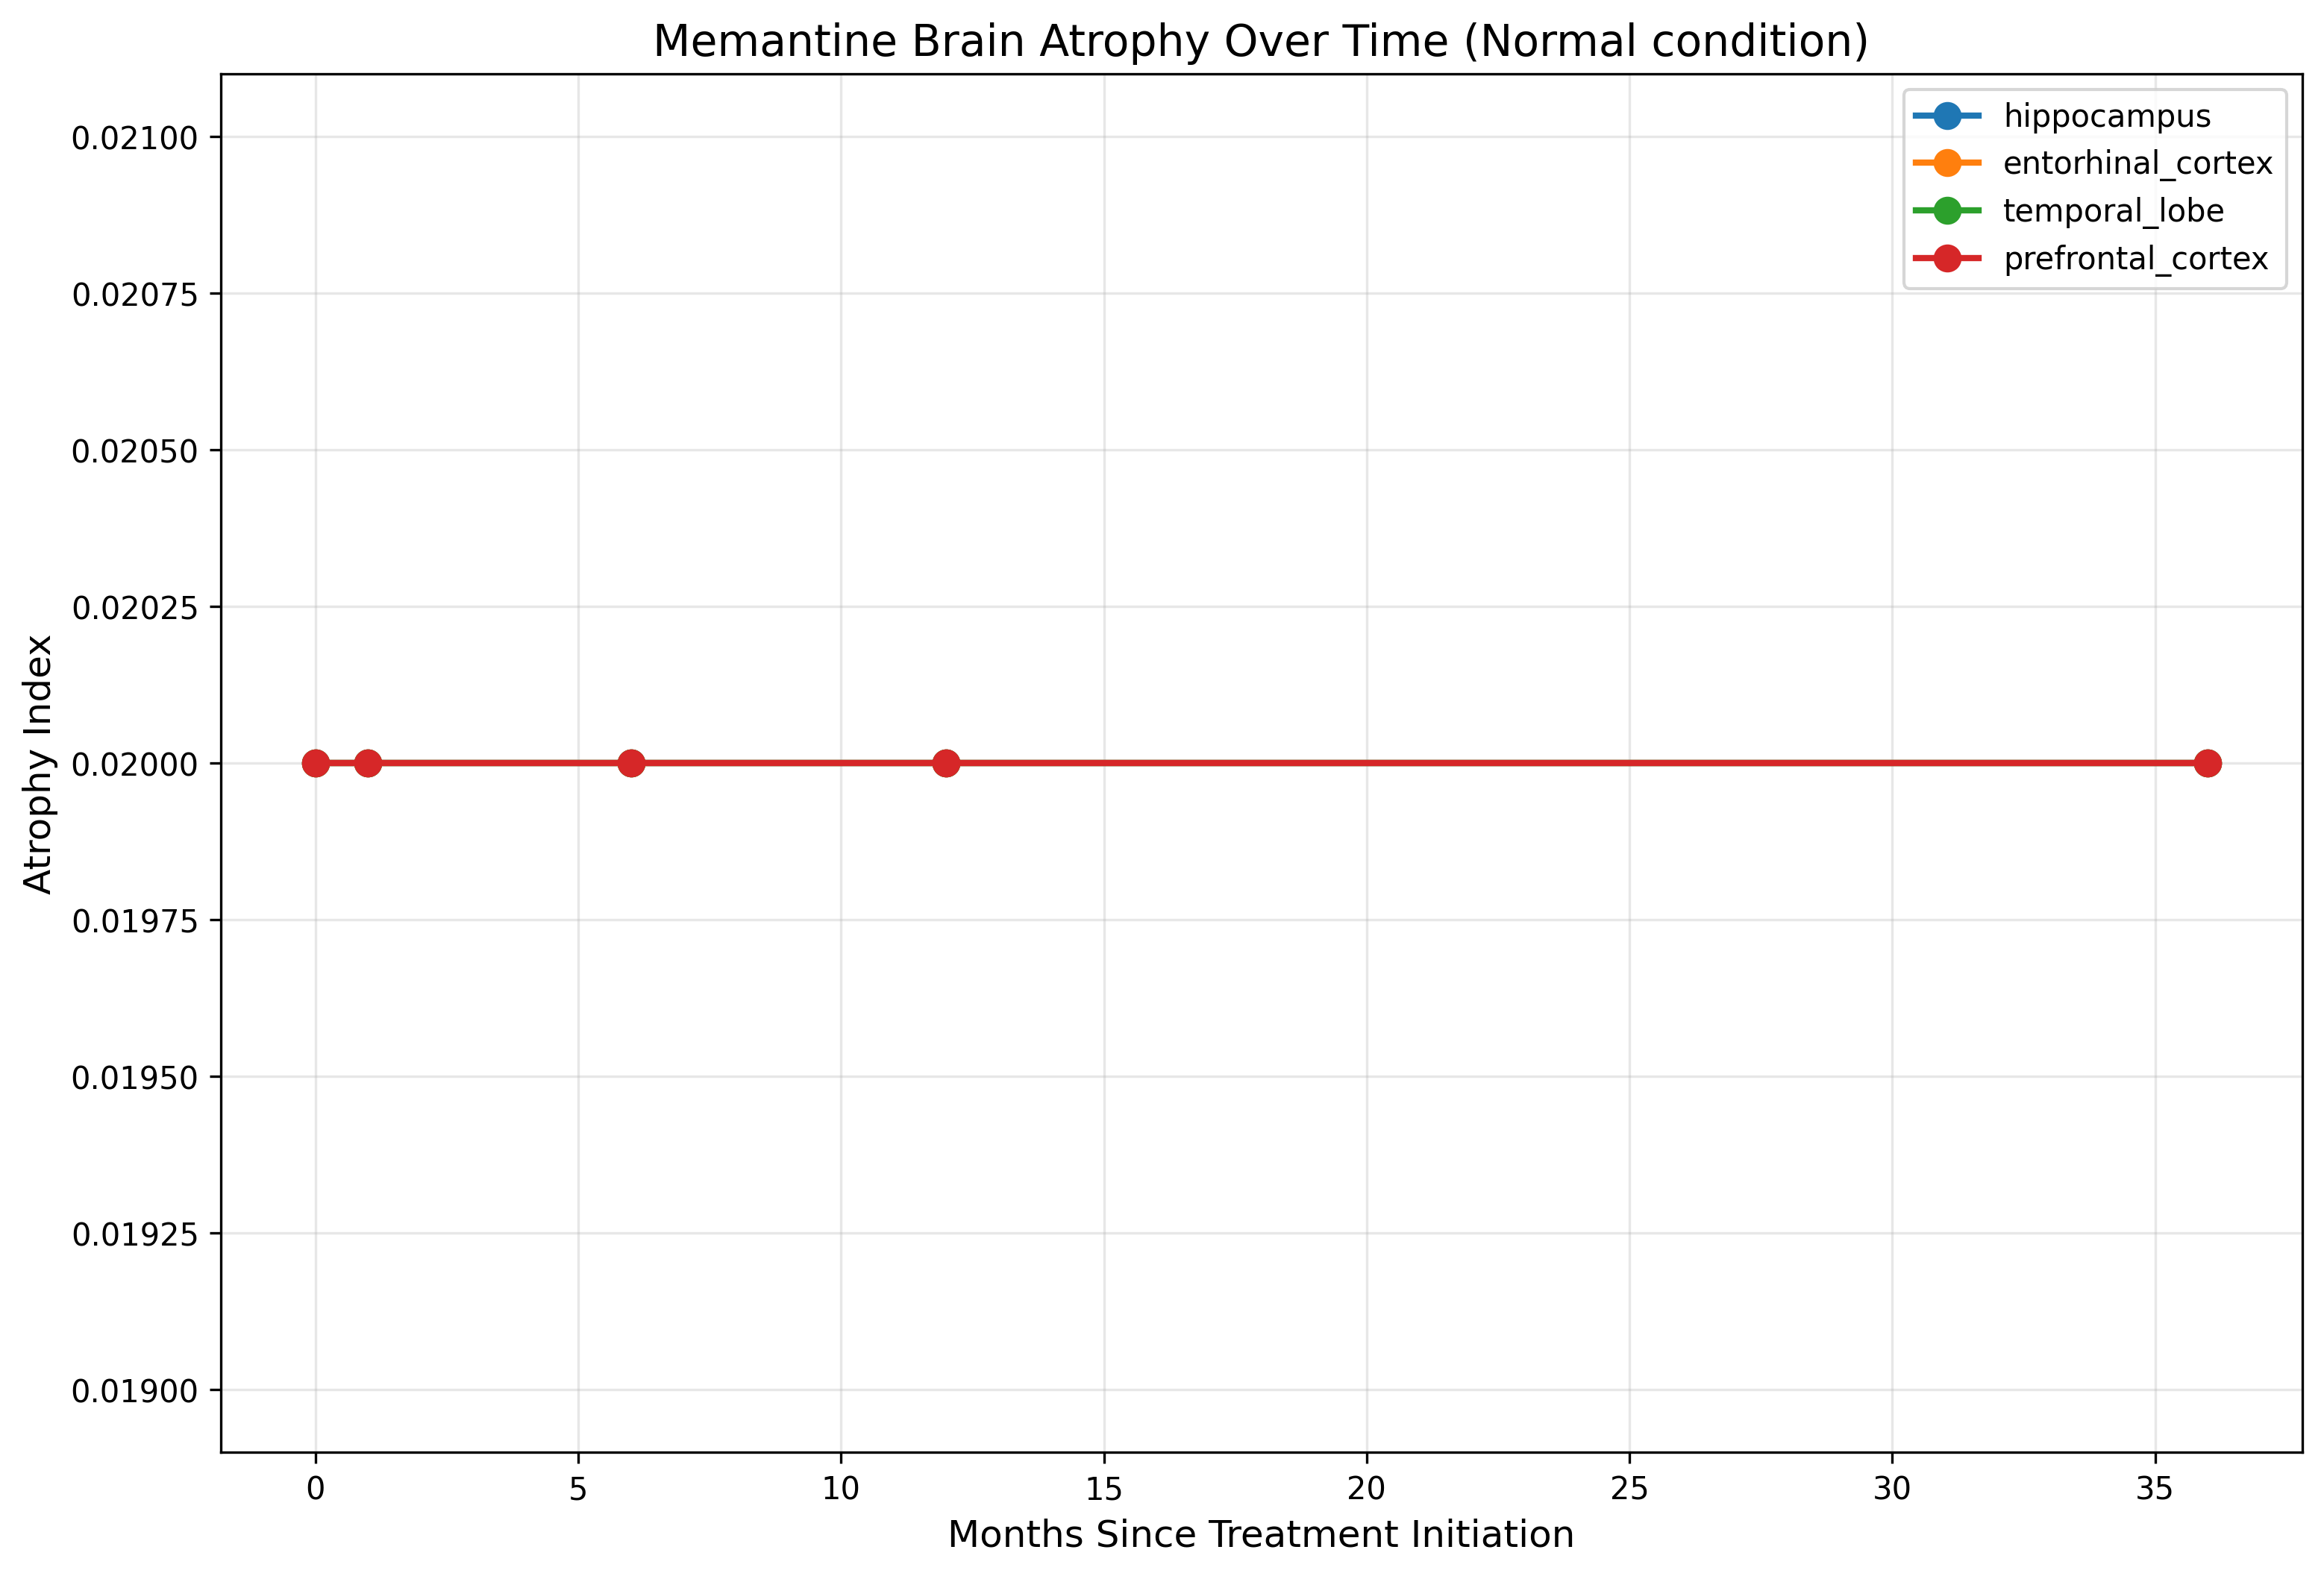 Memantine Brain Atrophy Over Time (Normal condition)
hippocampus
entorhinal_cortex
temporal_lobe
prefrontal_cortex
Atrophy Index
0.02100
0.02075
0.02050
0.02025
0.02000
0.01975
0.01950
0.01925
0.01900
0 5 10 15 20 25 30 35
Months Since Treatment Initiation